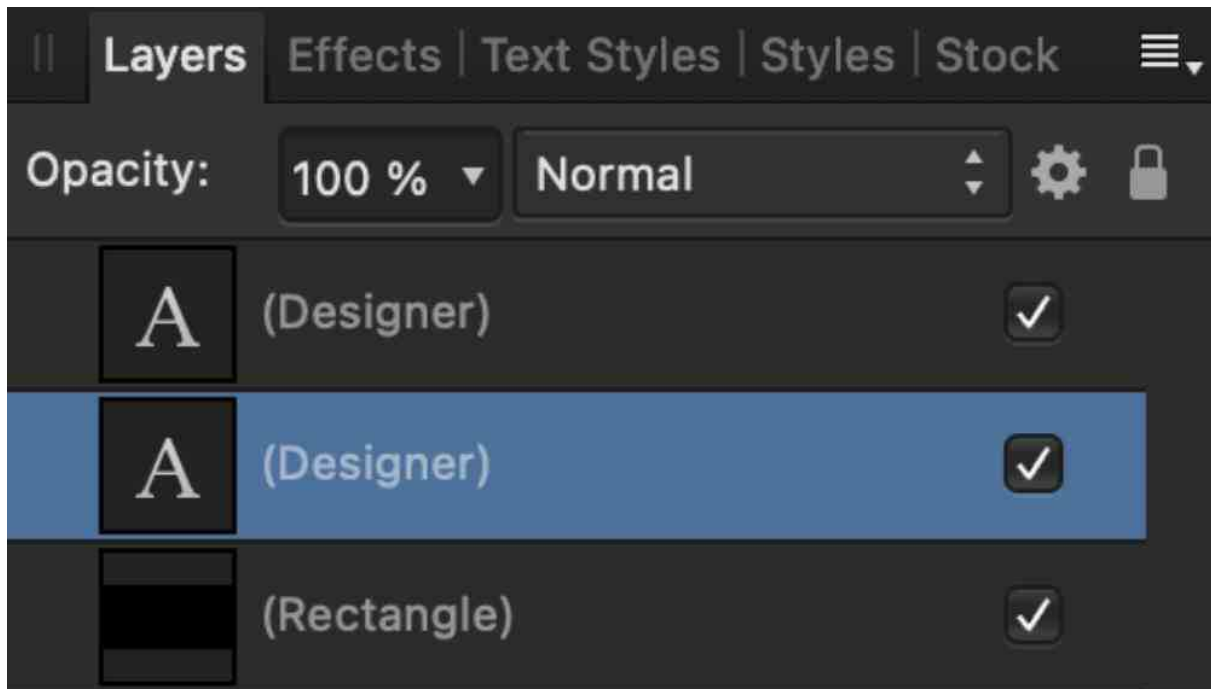 Layers Effects | Text Styles | Styles | Stock
Opacity: 100 % Normal
A (Designer)
A (Designer)
(Rectangle)